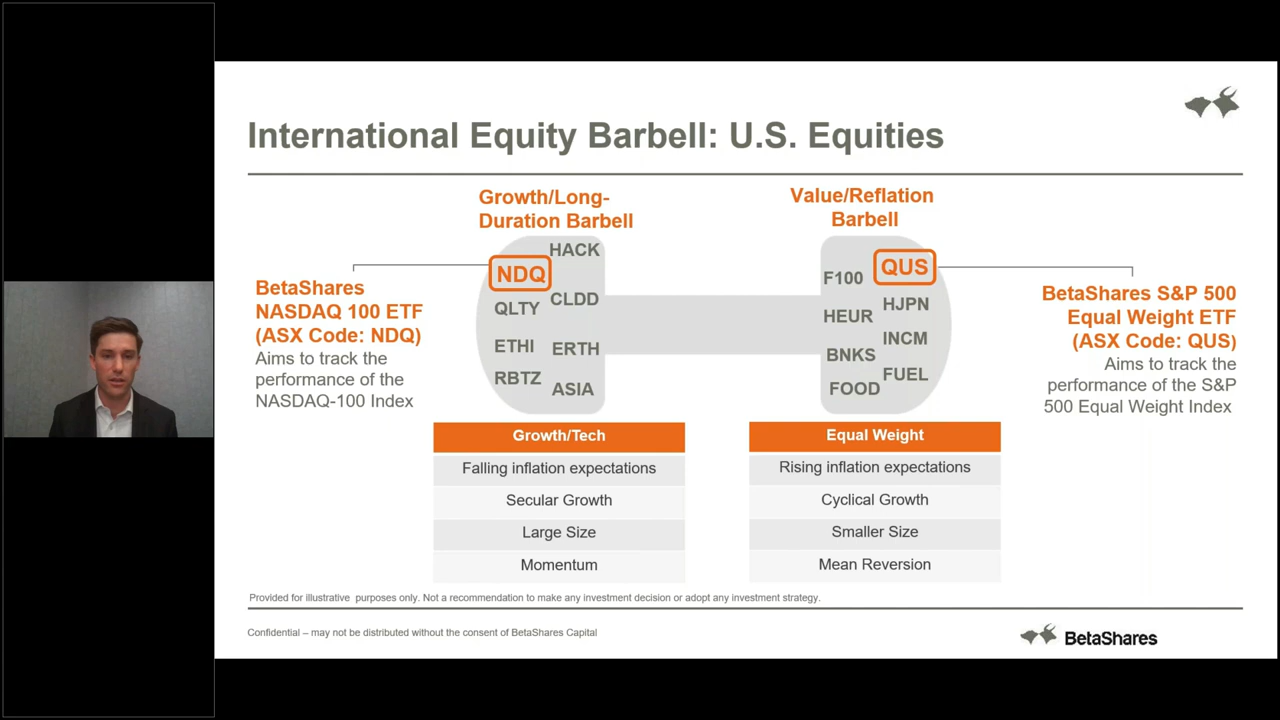 International Equity Barbell: U.S. Equities
Growth/Long-
Duration Barbell
Value/Reflation
Barbell
HACK
NDQ
CLDD
QLTY
ETHI
ERTH
RBTZ
ASIA
QUS
F100
HJPN
HEUR
INCM
BNKS
FUEL
FOOD
BetaShares
NASDAQ 100 ETF
(ASX Code: NDQ)
Aims to track the
performance of the
NASDAQ-100 Index
BetaShares S&P 500
Equal Weight ETF
(ASX Code: QUS)
Aims to track the
performance of the S&P
500 Equal Weight Index
Growth/Tech
Falling inflation expectations
Secular Growth
Large Size
Momentum
Equal Weight
Rising inflation expectations
Cyclical Growth
Smaller Size
Mean Reversion
Provided for illustrative purposes only. Not a recommendation to make any investment decision or adopt any investment strategy.
Confidential – may not be distributed without the consent of BetaShares Capital
BetaShares